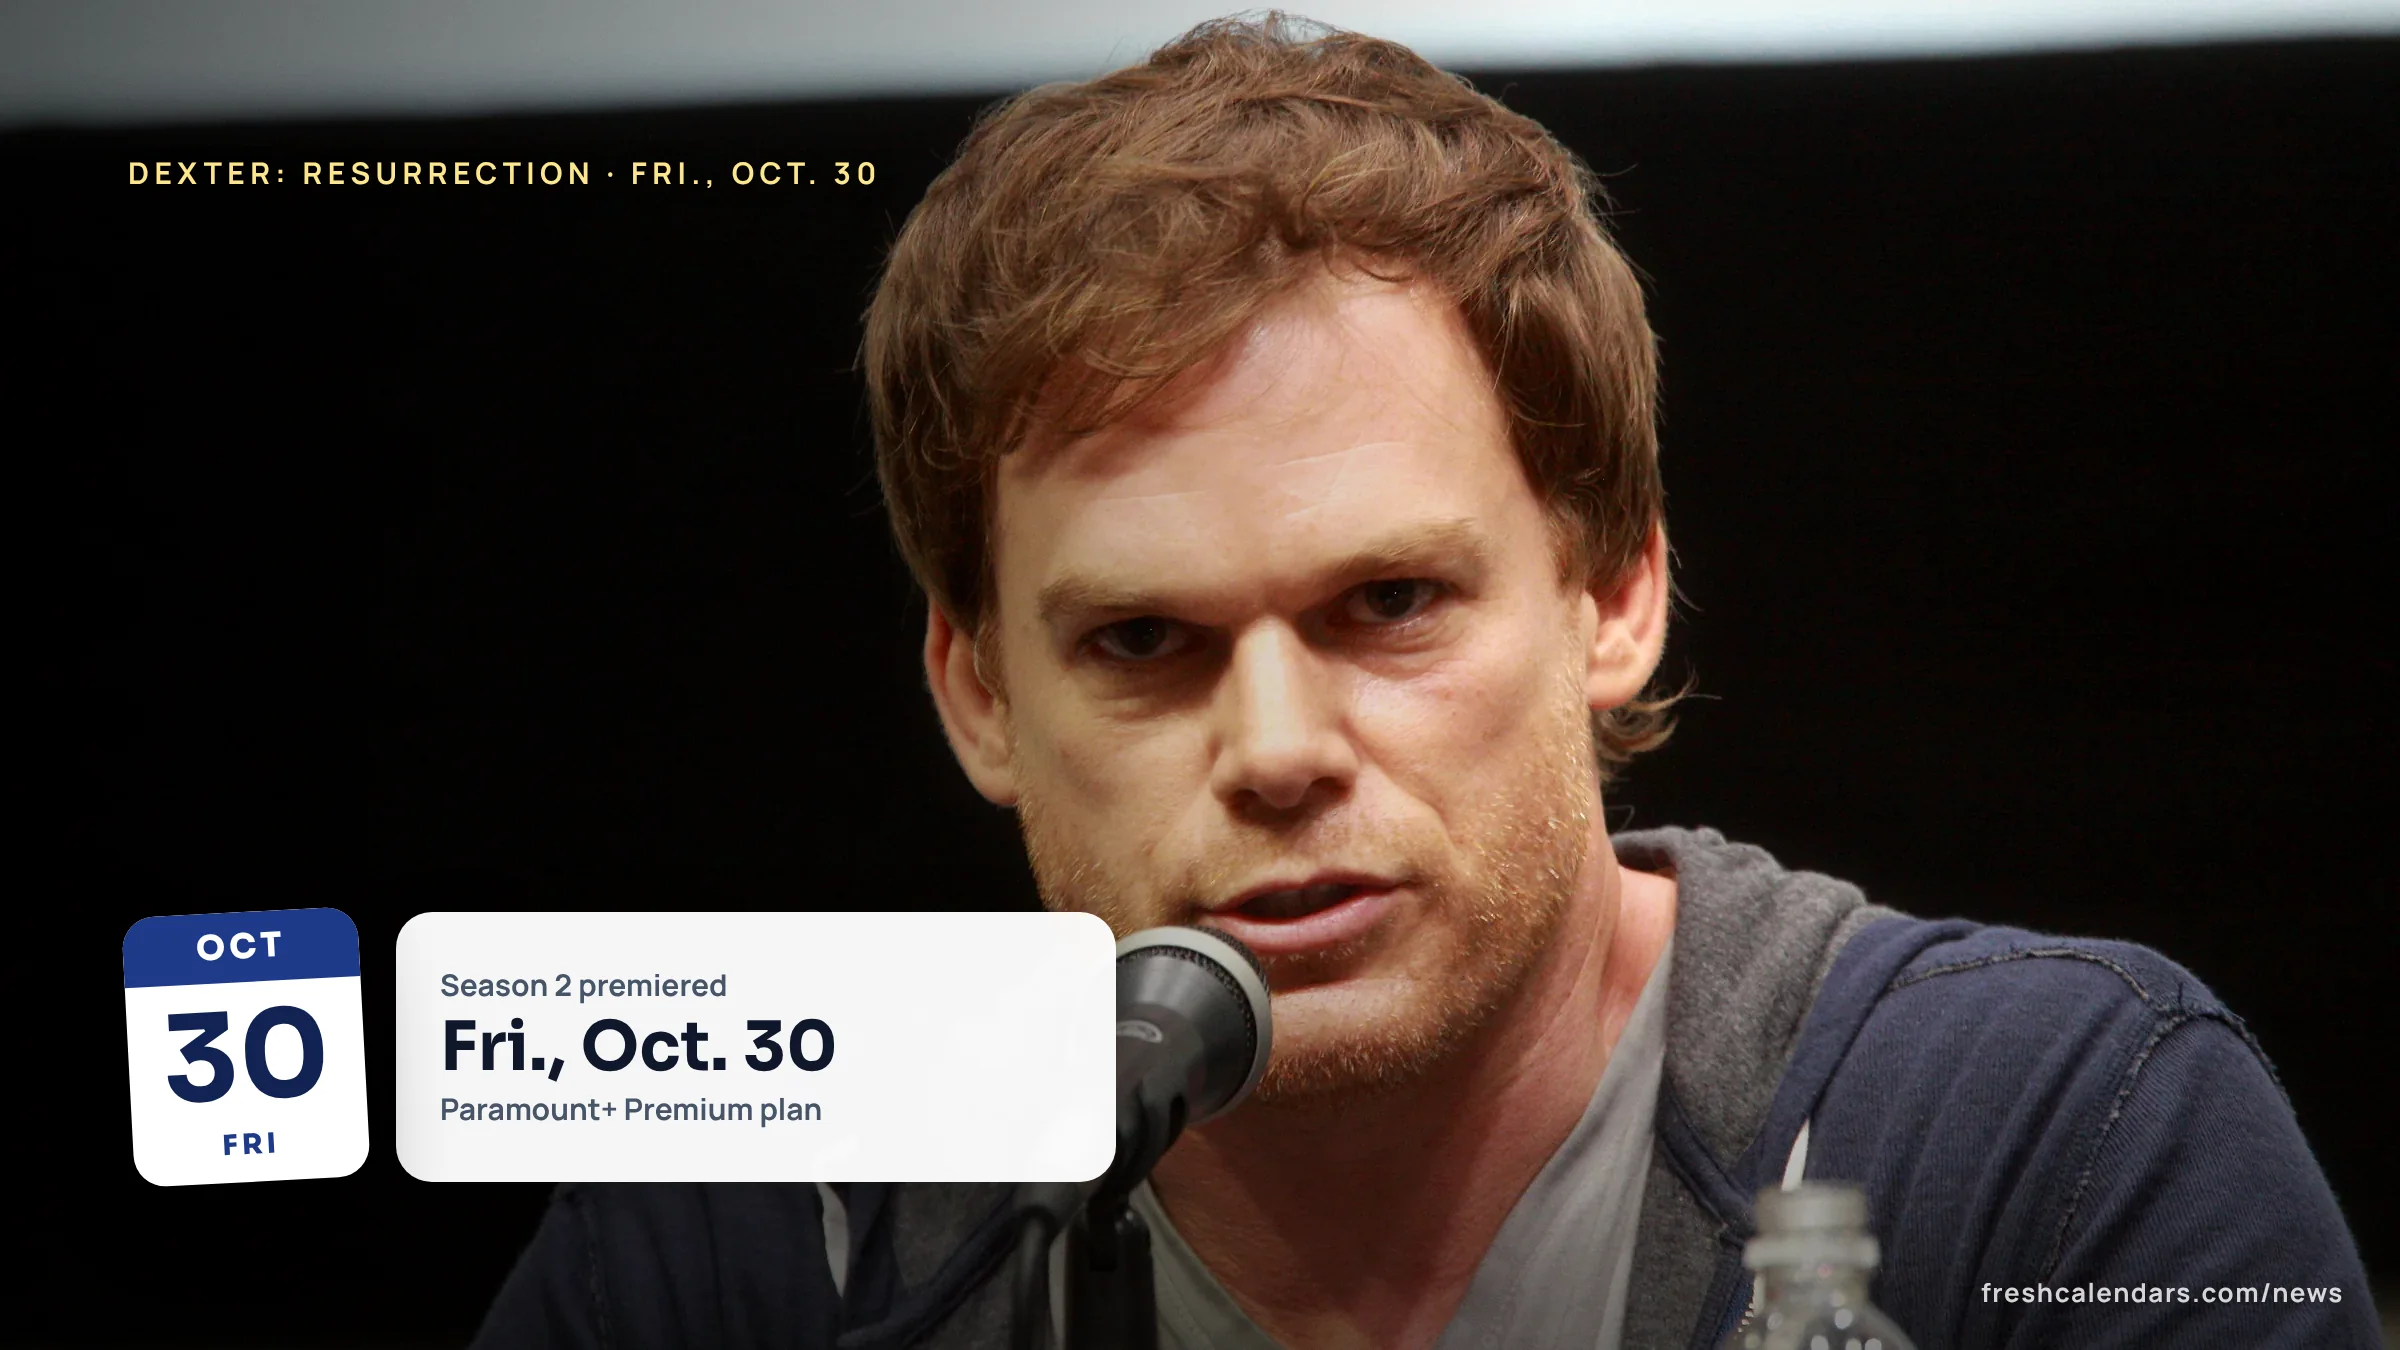 DEXTER: RESURRECTION · FRI., OCT. 30
OCT
30
FRI
Season 2 premiered
Fri., Oct. 30
Paramount+ Premium plan
freshcalendars.com/news